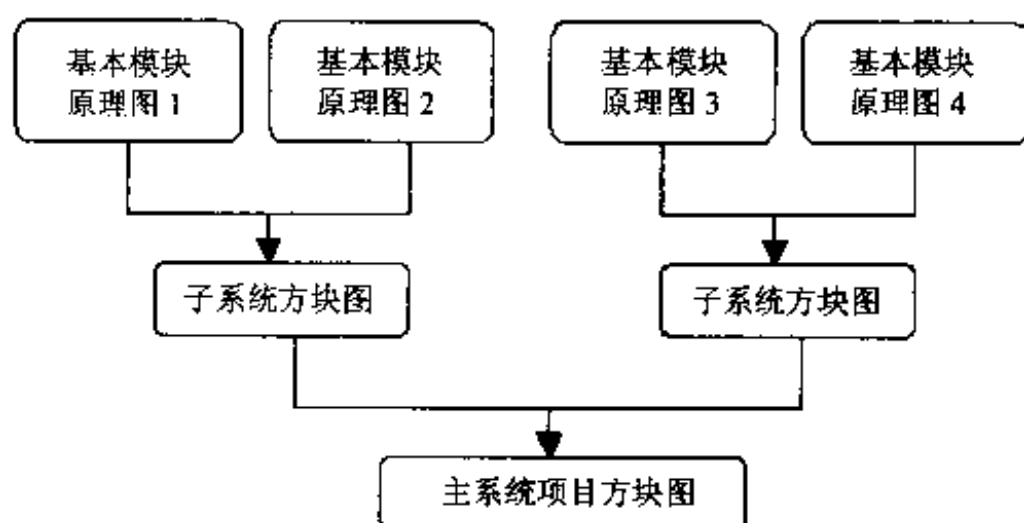 基本模块
原理图 1
基本模块
原理图 2
基本模块
原理图 3
基本模块
原理图 4
子系统方块图
子系统方块图
主系统项目方块图